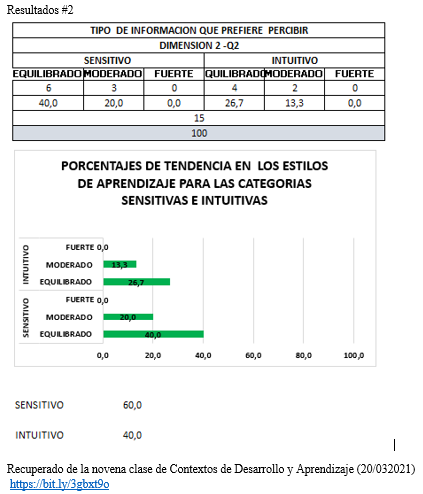 Resultados #2
TIPO DE INFORMACION QUE PREFIERE PERCIBIR
DIMENSION 2 -Q2
SENSITIVO INTUITIVO
EQUILIBRADO MODERADO FUERTE QUILIBRADO MODERADO FUERTE
6 3 0 4 2 0
40,0 20,0 0,0 26,7 13,3 0,0
15
100
PORCENTAJES DE TENDENCIA EN LOS ESTILOS
DE APRENDIZAJE PARA LAS CATEGORIAS
SENSITIVAS E INTUITIVAS
INTUITIVO
FUERTE 0,0
MODERADO 13,3
EQUILIBRADO 26,7
SENSITIVO
FUERTE 0,0
MODERADO 20,0
EQUILIBRADO 40,0
0,0 20,0 40,0 60,0 80,0 100,0
SENSITIVO 60,0
INTUITIVO 40,0
Recuperado de la novena clase de Contextos de Desarrollo y Aprendizaje (20/032021)
https://bit.ly/3gbxt9o